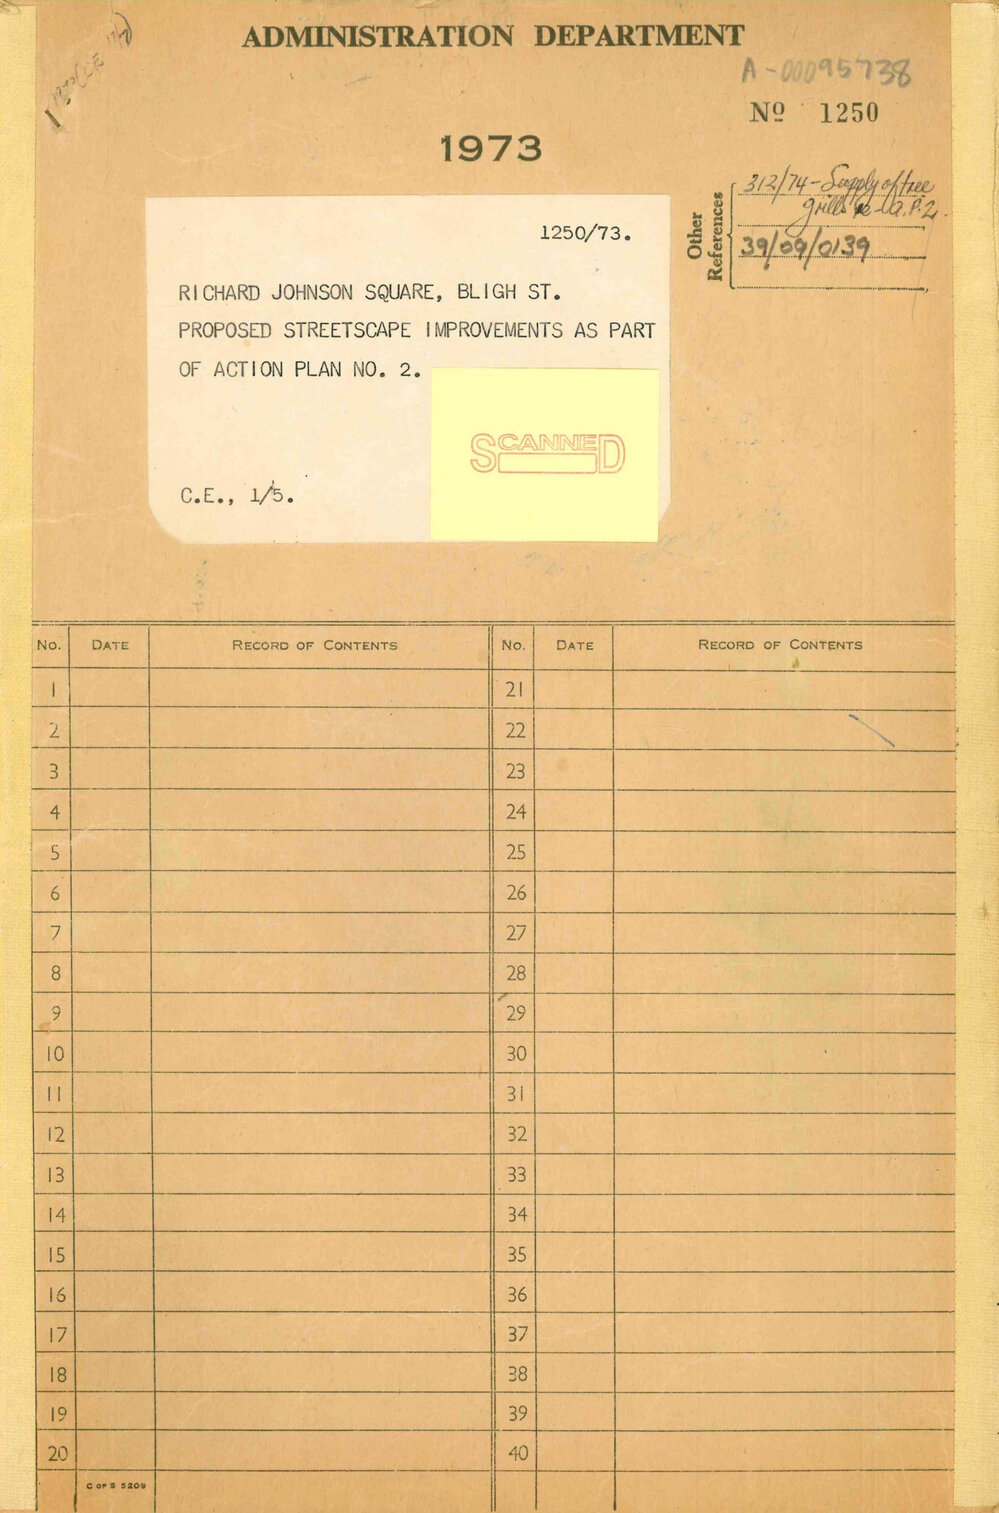 ADMINISTRATION DEPARTMENT
A-00095738
Nº 1250
1973
Other References
312/74 - Supply of tree
grills re - A.P.2.
39/09/0139
1250/73.
RICHARD JOHNSON SQUARE, BLIGH ST.
PROPOSED STREETSCAPE IMPROVEMENTS AS PART
OF ACTION PLAN NO. 2.
SCANNED
C.E., 1/5.
No. DATE RECORD OF CONTENTS No. DATE RECORD OF CONTENTS
1 21
2 22
3 23
4 24
5 25
6 26
7 27
8 28
9 29
10 30
11 31
12 32
13 33
14 34
15 35
16 36
17 37
18 38
19 39
20 40
C OF S 5209